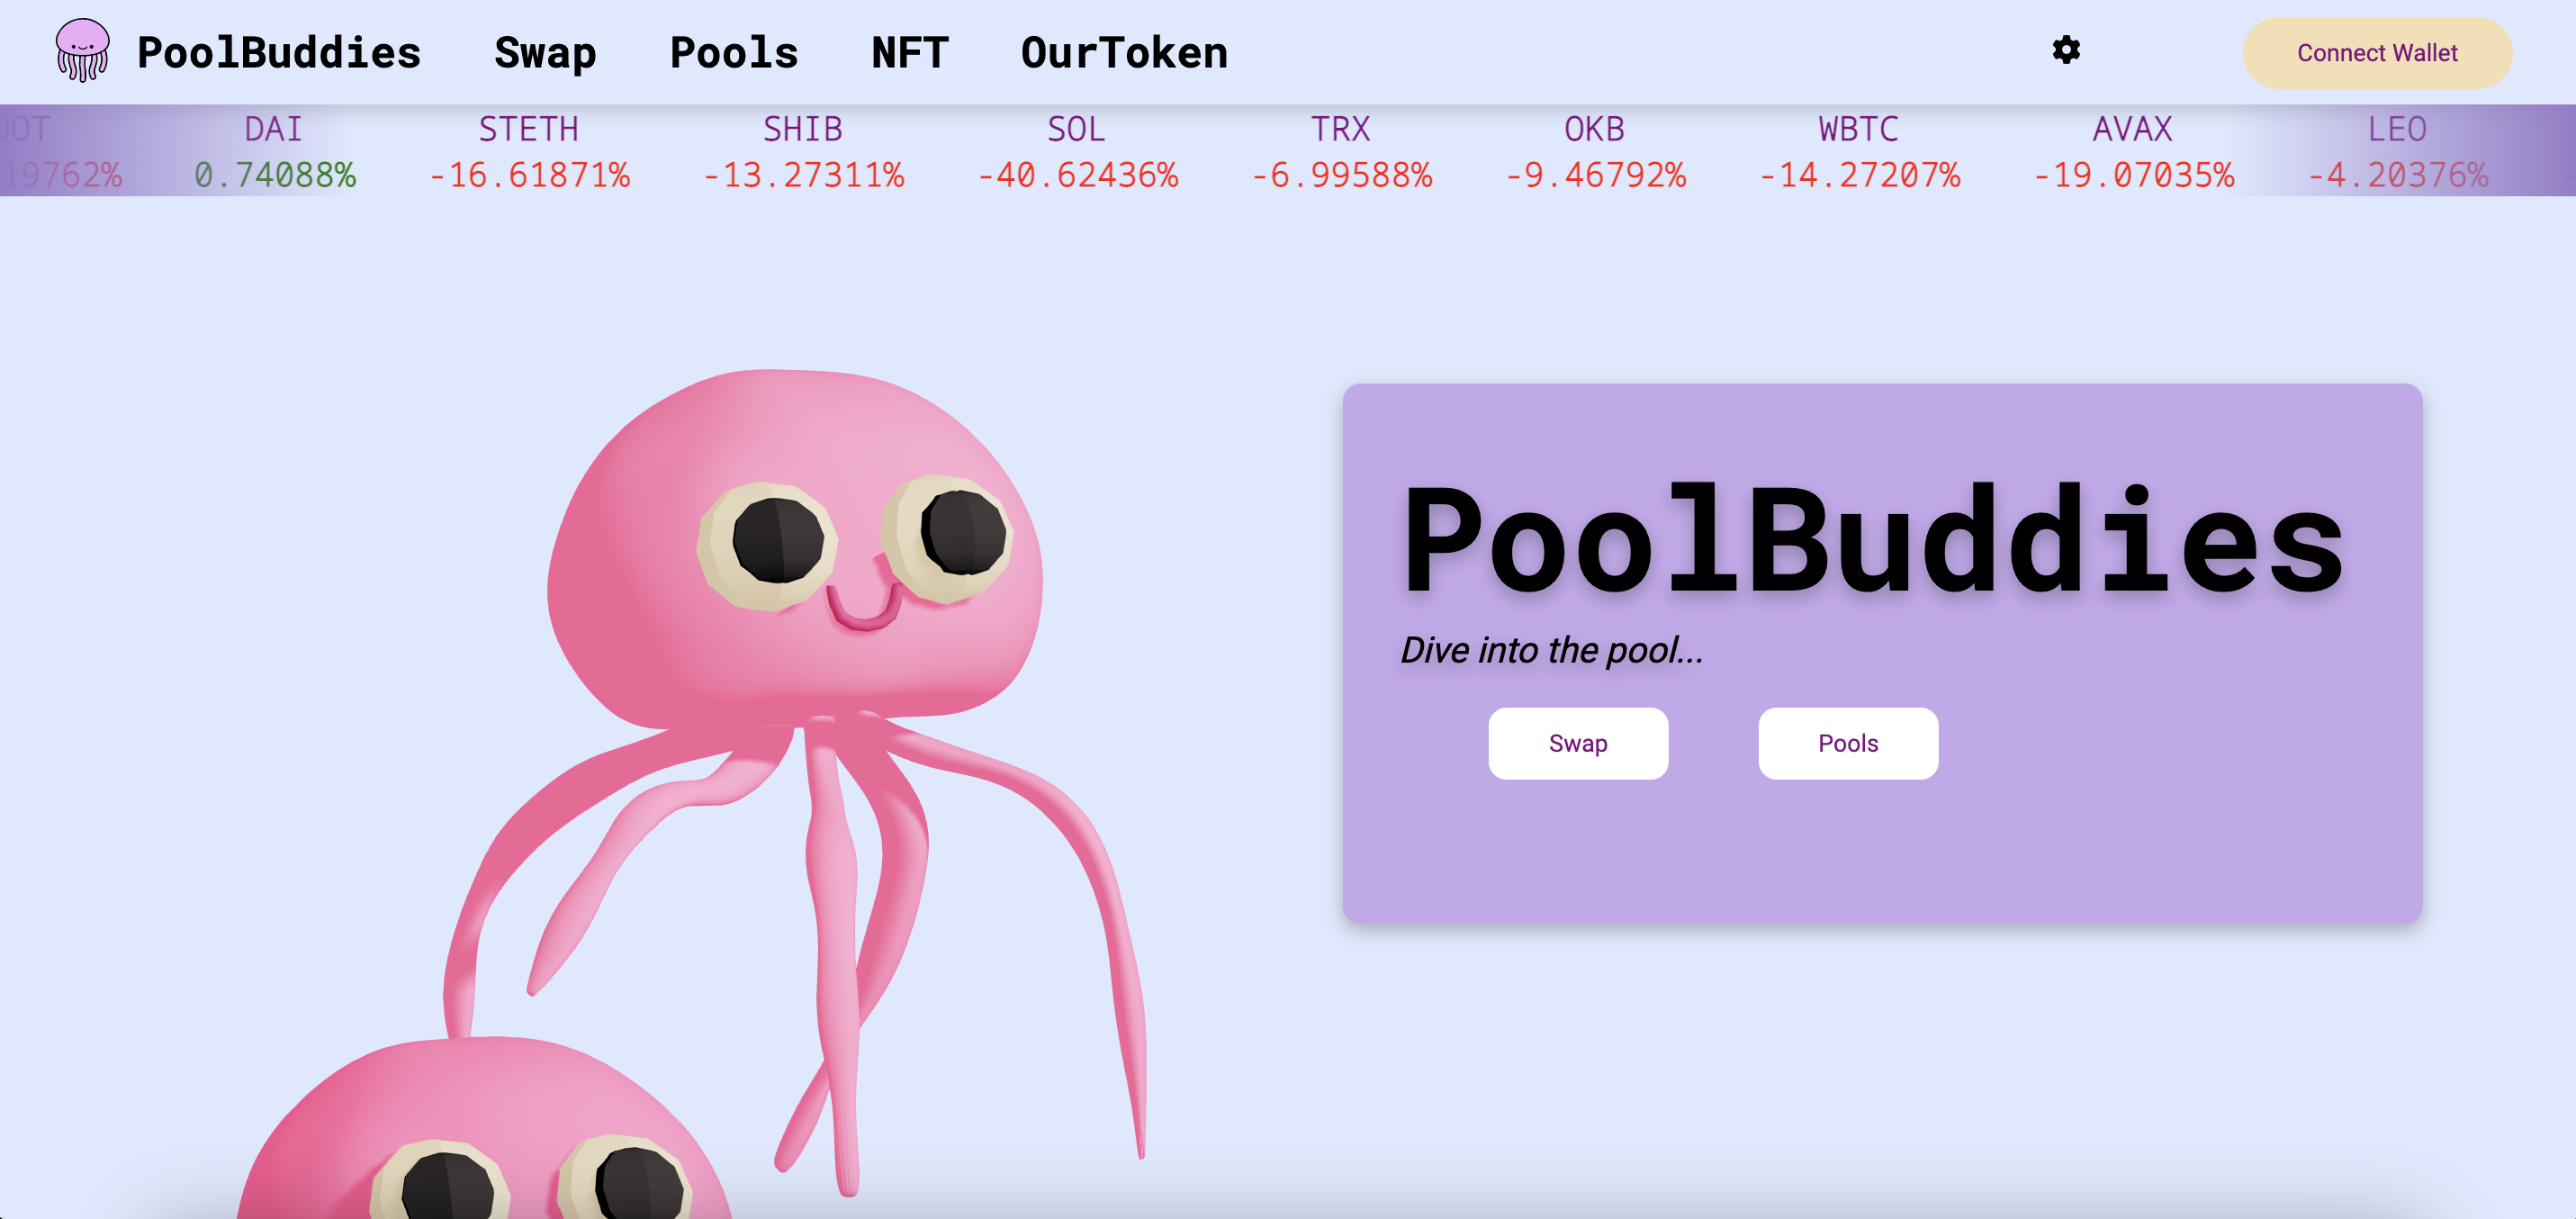 PoolBuddies Swap Pools NFT OurToken Connect Wallet
DAI STETH SHIB SOL TRX OKB WBTC AVAX LEO
19762% 0.74088% -16.61871% -13.27311% -40.62436% -6.99588% -9.46792% -14.27207% -19.07035% -4.20376%
PoolBuddies
Dive into the pool...
Swap Pools